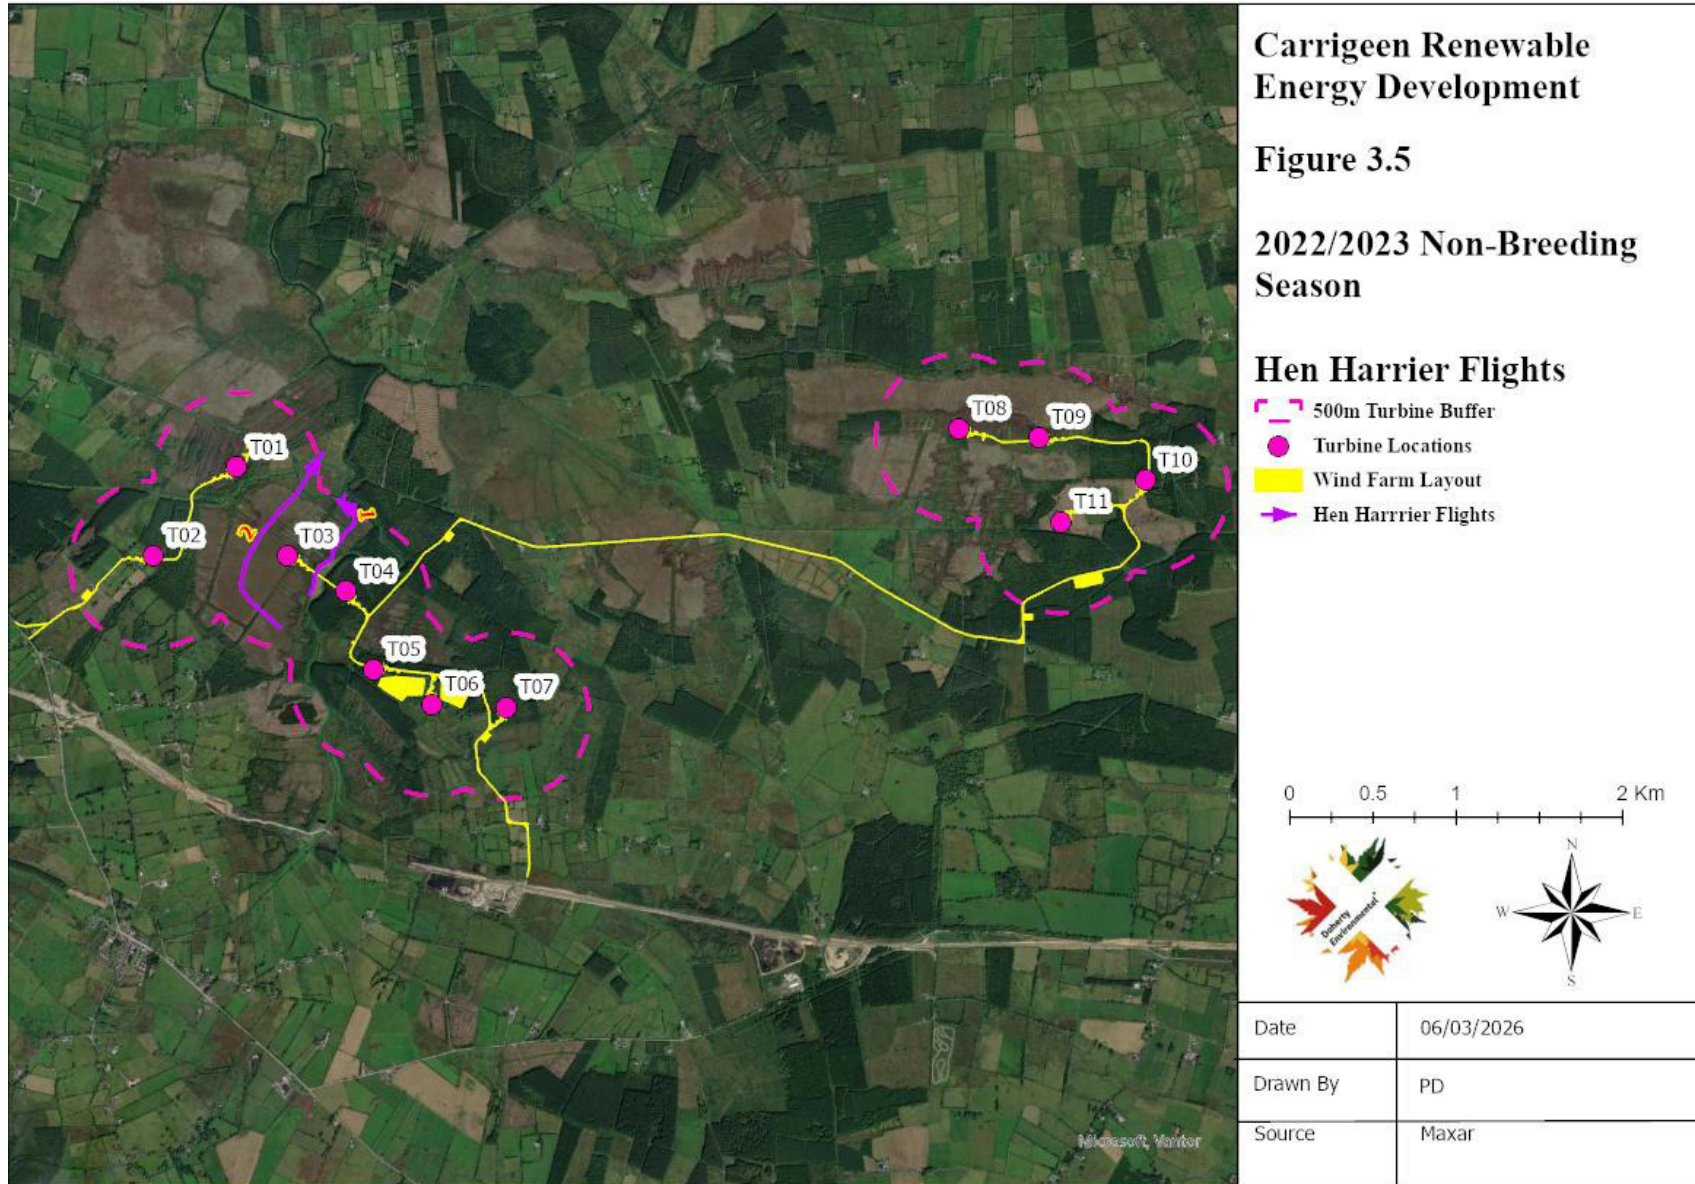 Carrigeen Renewable
Energy Development
Figure 3.5
2022/2023 Non-Breeding
Season
Hen Harrier Flights
500m Turbine Buffer
Turbine Locations
Wind Farm Layout
Hen Harrrier Flights
T01
T02
T03
T04
T05
T06
T07
T08
T09
T10
T11
1
2
0 0.5 1 2 Km
Doherty
Environmental
N
W E
S
Date 06/03/2026
Drawn By PD
Source Maxar
Microsoft, Vantor